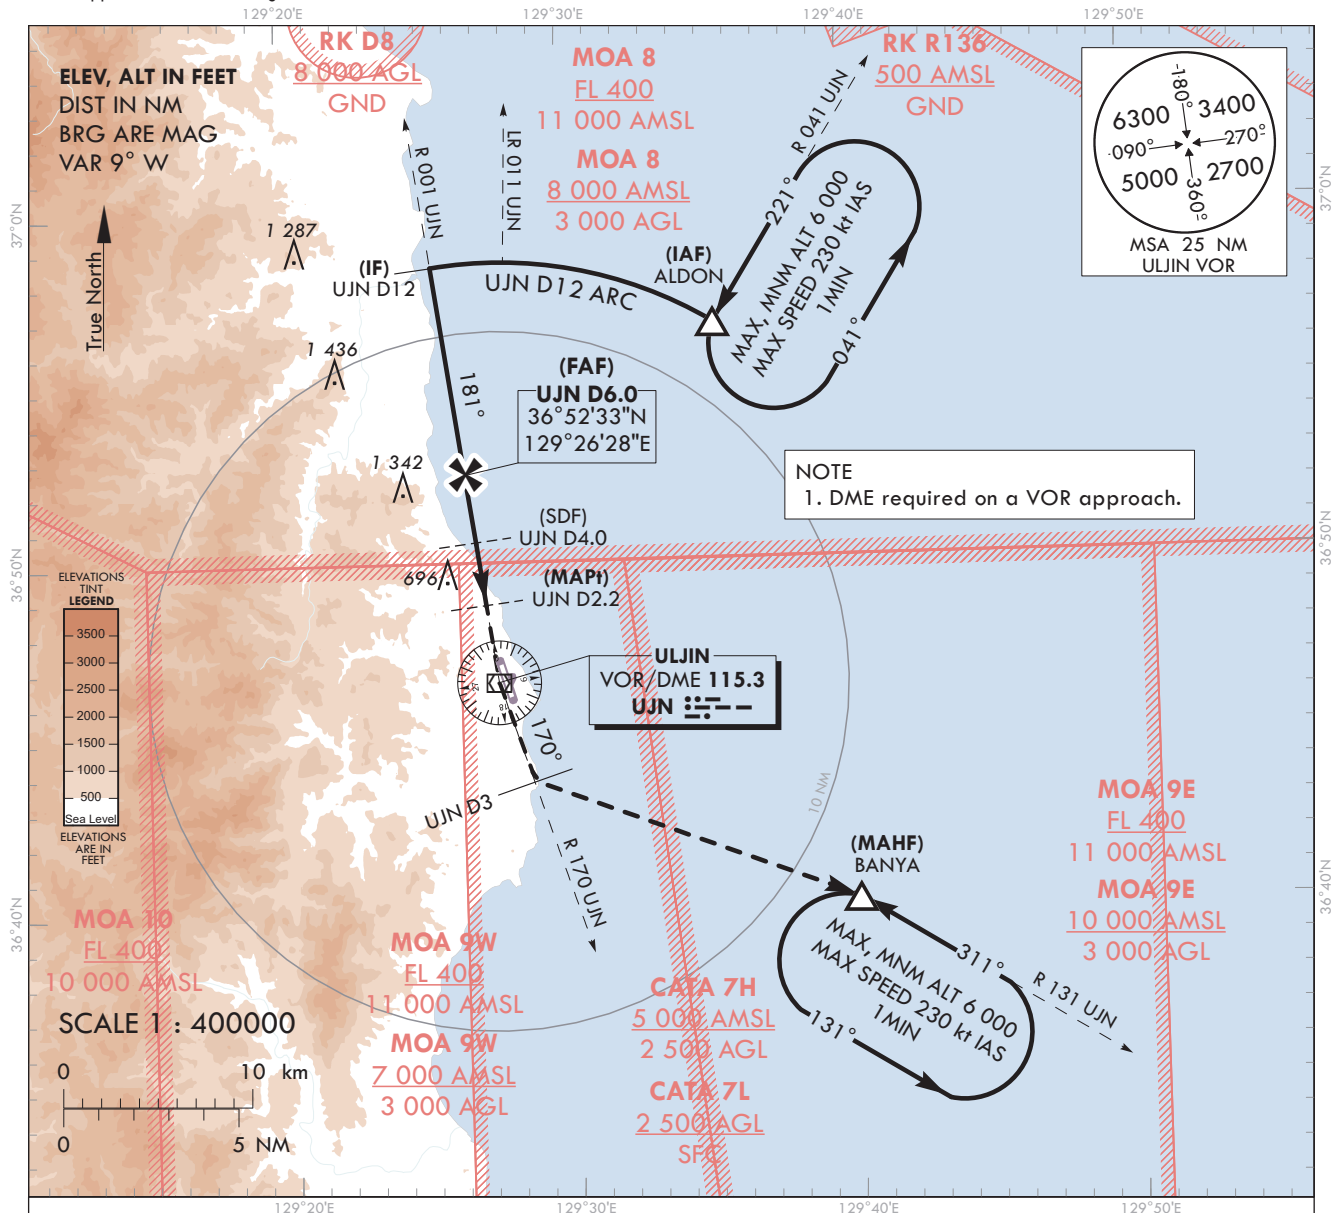 129°20'E
129°30'E
129°40'E
129°50'E
ELEV, ALT IN FEET
DIST IN NM
BRG ARE MAG
VAR 9° W
True North
RK D8
8 000 AGL
GND
MOA 8
FL 400
11 000 AMSL
MOA 8
8 000 AMSL
3 000 AGL
RK R136
500 AMSL
GND
-180°
6300
3400
-090°
270°-
5000
2700
360°-
MSA 25 NM
ULJIN VOR
37°0'N
37°0'N
R 001 UJN
LR 011 UJN
R 041 UJN
1 287
(IF)
UJN D12
UJN D12 ARC
(IAF)
ALDON
221°
MAX, MNM ALT 6 000
MAX SPEED 230 kt IAS
1MIN
041°
1 436
181°
(FAF)
UJN D6.0
36°52'33"N
129°26'28"E
1 342
NOTE
1. DME required on a VOR approach.
(SDF)
UJN D4.0
36°50'N
36°50'N
696
(MAPt)
UJN D2.2
ELEVATIONS
TINT
LEGEND
3500
3000
2500
2000
1500
1000
500
Sea Level
ELEVATIONS
ARE IN
FEET
ULJIN
VOR/DME 115.3
UJN
18
170°
UJN D3
R 170 UJN
10 NM
(MAHF)
BANYA
MOA 9E
FL 400
11 000 AMSL
MOA 9E
10 000 AMSL
3 000 AGL
36°40'N
36°40'N
MAX, MNM ALT 6 000
MAX SPEED 230 kt IAS
1MIN
311°
131°
R 131 UJN
MOA 10
FL 400
10 000 AMSL
MOA 9W
FL 400
11 000 AMSL
MOA 9W
7 000 AMSL
3 000 AGL
CATA 7H
5 000 AMSL
2 500 AGL
CATA 7L
2 500 AGL
SFC
SCALE 1 : 400000
0 10 km
0 5 NM
129°20'E
129°30'E
129°40'E
129°50'E